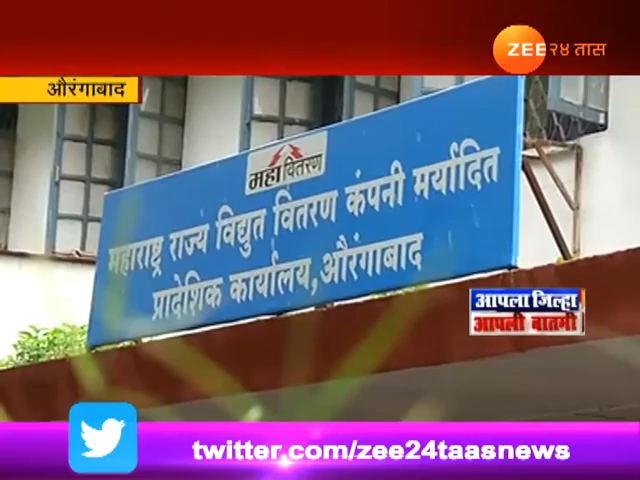 ZEE २४ तास
औरंगाबाद
महावितरण
महाराष्ट्र राज्य विद्युत वितरण कंपनी मर्यादित
प्रादेशिक कार्यालय, औरंगाबाद
आपला जिल्हा
आपली बातमी
twitter.com/zee24taasnews